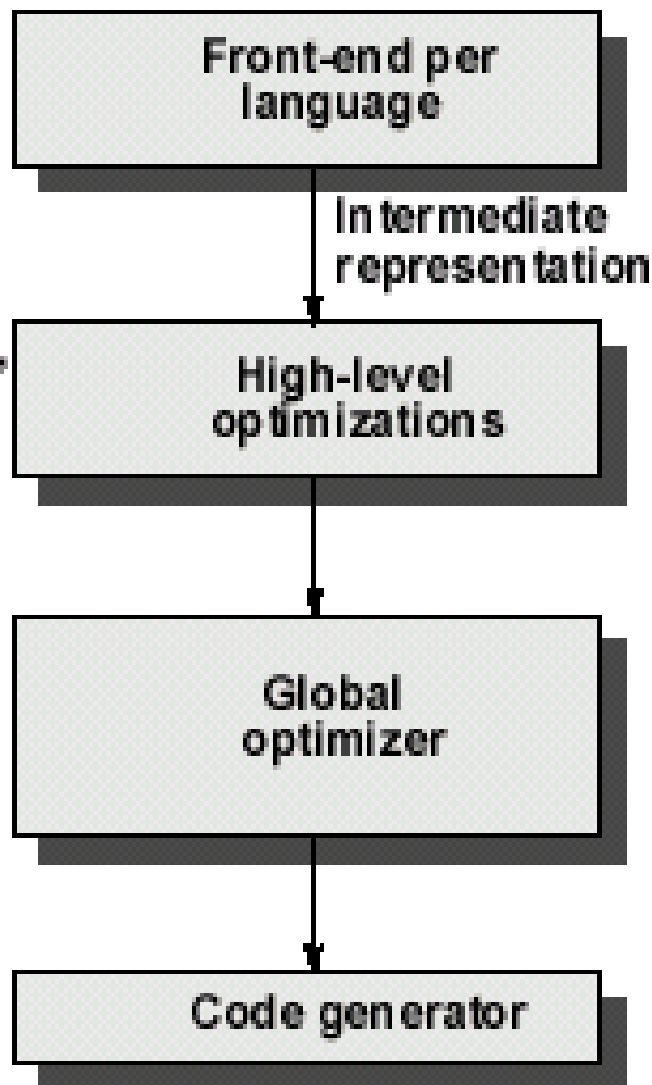 Front-end per
language
Intermediate
representation
High-level
optimizations
Global
optimizer
Code generator